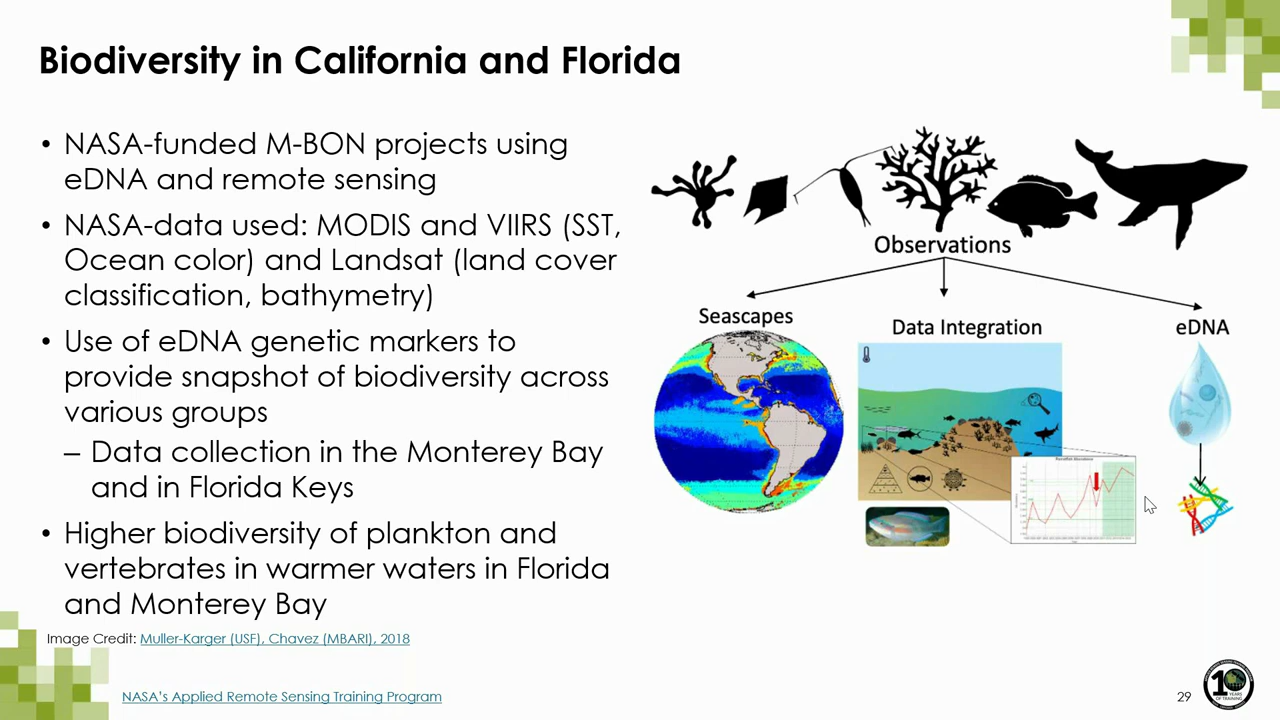 Biodiversity in California and Florida
• NASA-funded M-BON projects using
eDNA and remote sensing
• NASA-data used: MODIS and VIIRS (SST,
Ocean color) and Landsat (land cover
classification, bathymetry)
• Use of eDNA genetic markers to
provide snapshot of biodiversity across
various groups
– Data collection in the Monterey Bay
and in Florida Keys
• Higher biodiversity of plankton and
vertebrates in warmer waters in Florida
and Monterey Bay
Image Credit: Muller-Karger (USF), Chavez (MBARI), 2018
Observations
Seascapes
Data Integration
eDNA
NASA's Applied Remote Sensing Training Program
29
10
YEARS
OF TRAINING